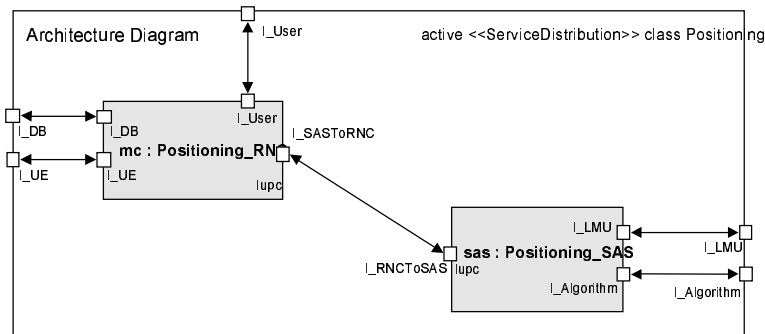 Architecture Diagram
I_User
active <<ServiceDistribution>> class Positioning
I_DB
I_DB
I_User
I_SASToRNC
mc : Positioning_RN
I_UE
I_UE
Iupc
I_LMU
I_LMU
sas : Positioning_SAS
I_RNCToSAS
Iupc
I_Algorithm
I_Algorithm